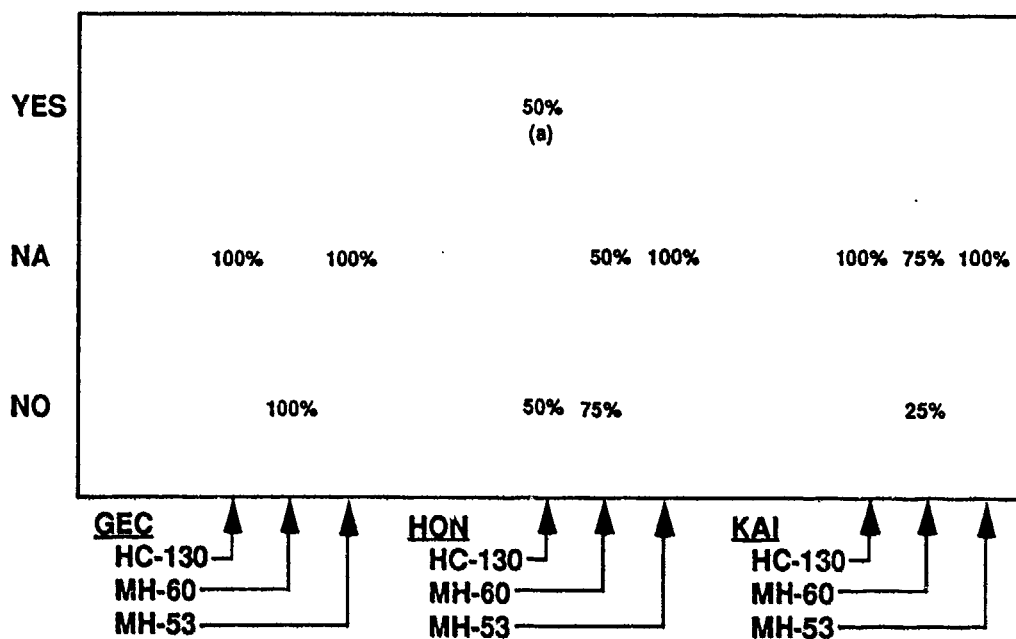 YES 50%
(a)
NA 100% 100% 50% 100% 100% 75% 100%
NO 100% 50% 75% 25%
GEC HON KAI
HC-130 HC-130 HC-130
MH-60 MH-60 MH-60
MH-53 MH-53 MH-53